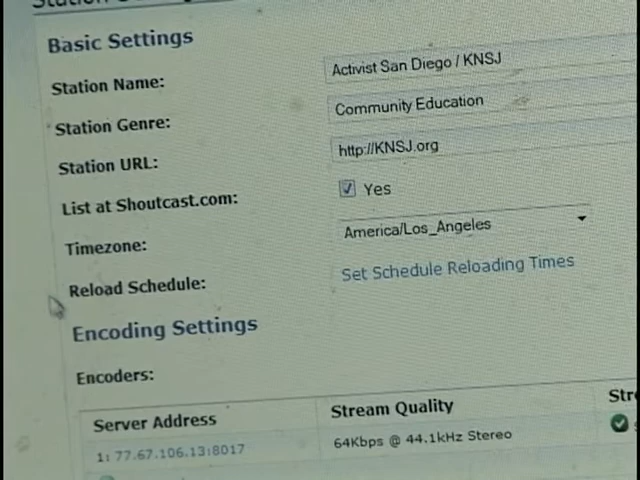 Station
Basic Settings
Station Name: Activist San Diego / KNSJ
Station Genre: Community Education
Station URL: http://KNSJ.org
List at Shoutcast.com: Yes
Timezone: America/Los_Angeles
Reload Schedule: Set Schedule Reloading Times
Encoding Settings
Encoders:
Server Address Stream Quality
1: 77.67.106.13:8017 64Kbps @ 44.1kHz Stereo